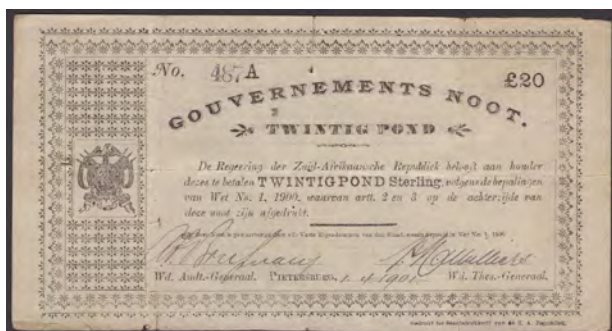 No. 487A £20
GOUVERNEMENTS NOOT.
TWINTIG POND
De Regeering der Zuid-Afrikaansche Republiek belooft aan houder
dezes te betalen TWINTIG POND Sterling, volgens de bepalingen
van Wet No. 1, 1900, waarvan artt. 2 en 3 op de achterzijde van
deze noot zijn afgedrukt.
Wd. Audt.-Generaal. PIETERSBURG, 1-4-1901 Wd. Thes.-Generaal.